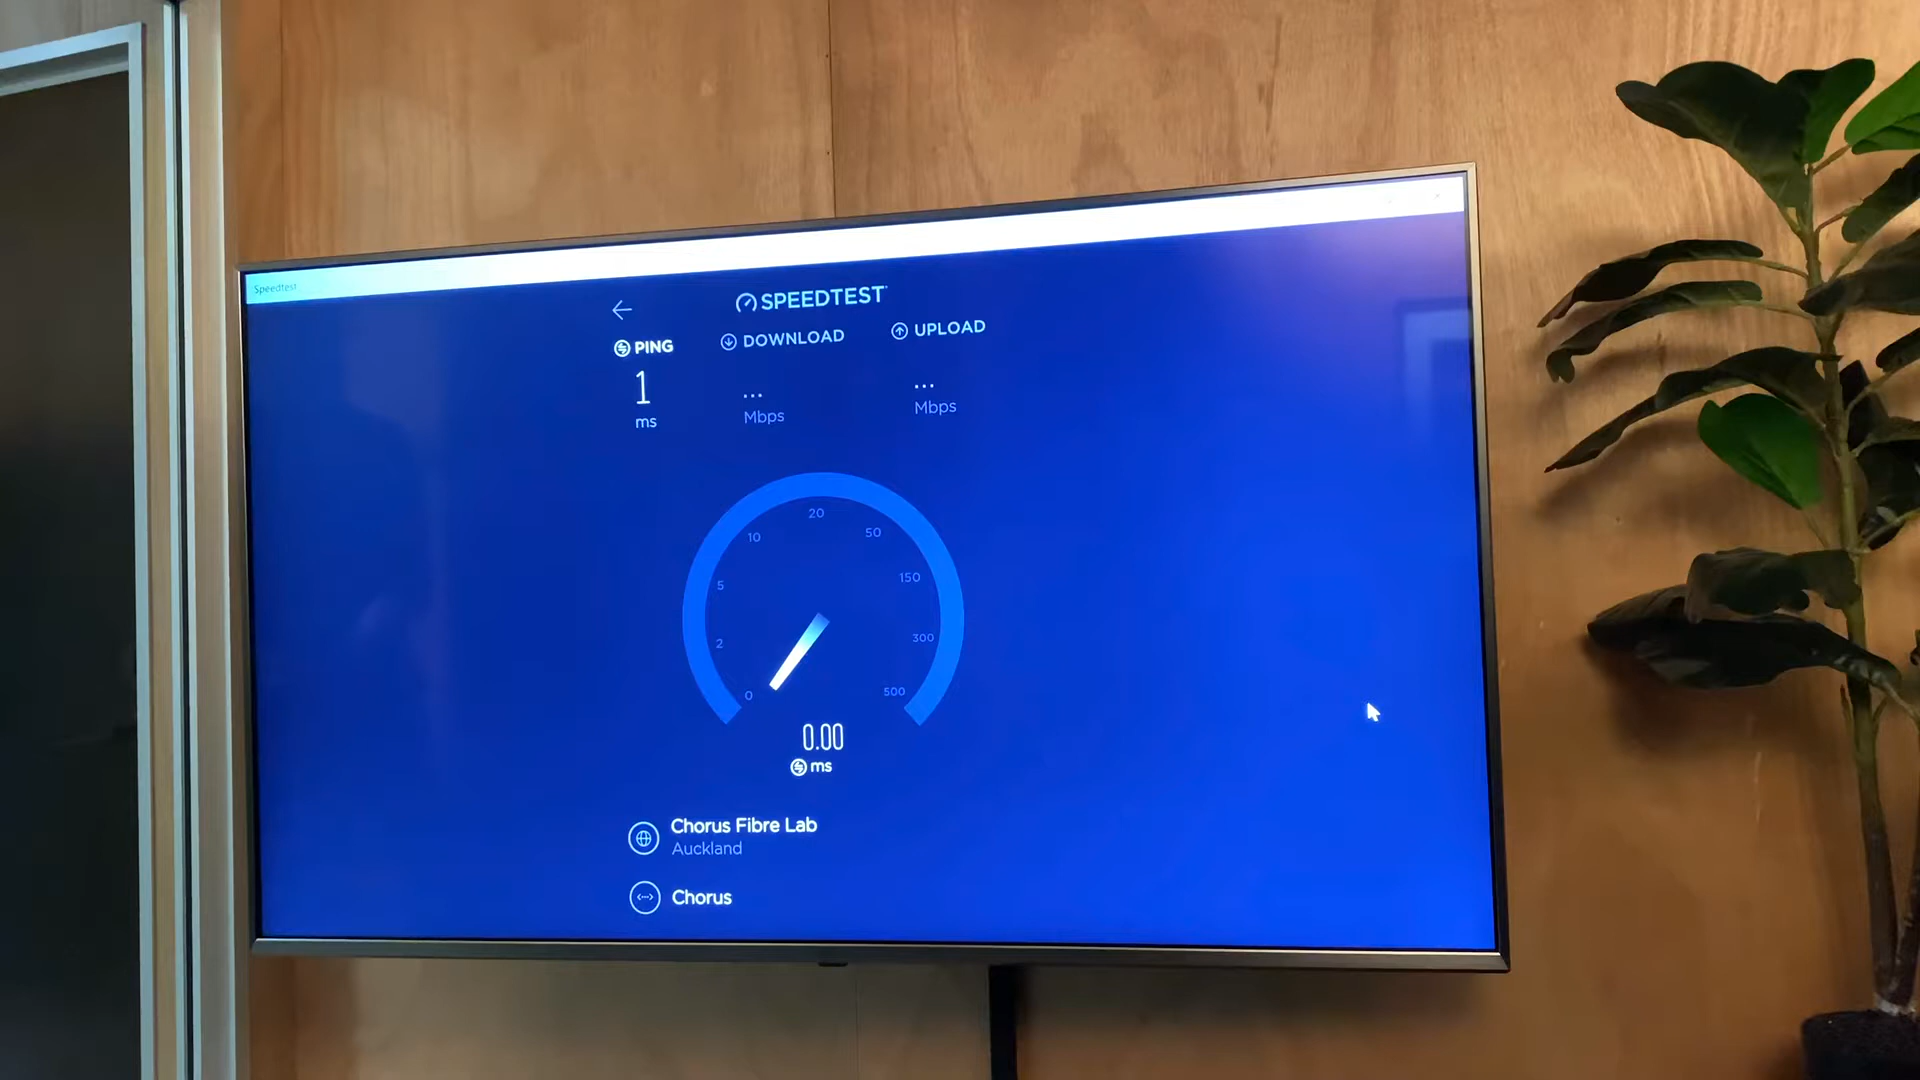 Speedtest
SPEEDTEST
PING
DOWNLOAD
UPLOAD
1
...
...
ms
Mbps
Mbps
20
10
50
5
150
2
300
0
500
0.00
ms
Chorus Fibre Lab
Auckland
Chorus